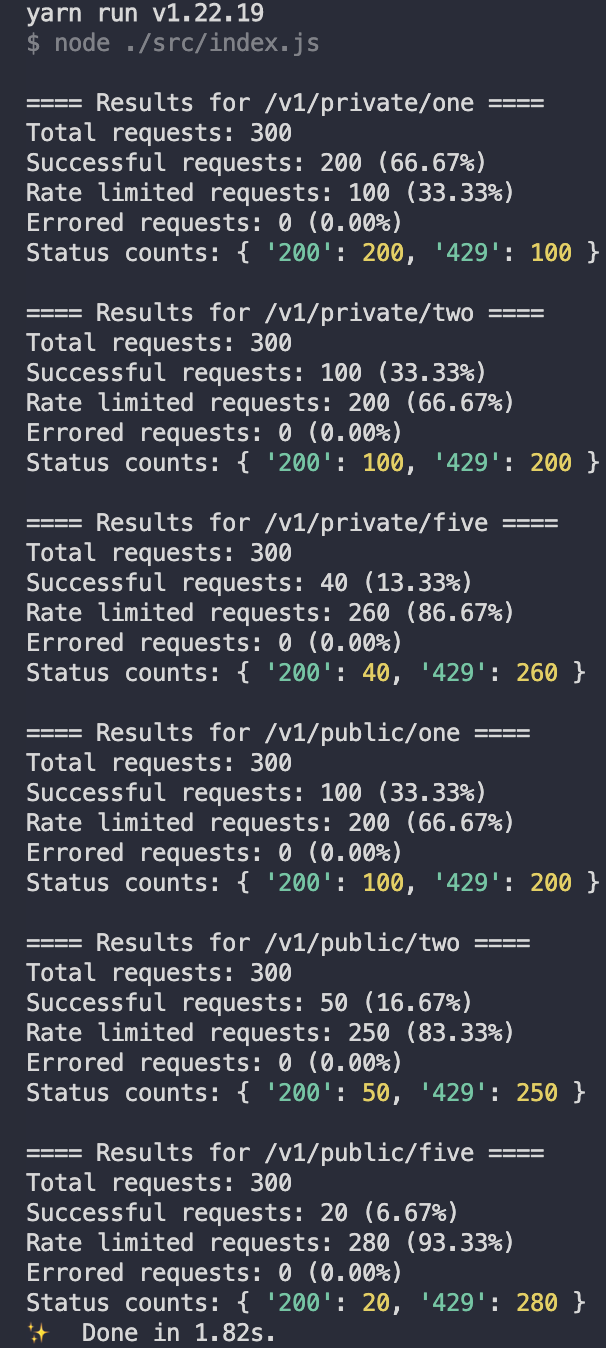 yarn run v1.22.19
$ node ./src/index.js
==== Results for /v1/private/one ====
Total requests: 300
Successful requests: 200 (66.67%)
Rate limited requests: 100 (33.33%)
Errored requests: 0 (0.00%)
Status counts: { '200': 200, '429': 100 }
==== Results for /v1/private/two ====
Total requests: 300
Successful requests: 100 (33.33%)
Rate limited requests: 200 (66.67%)
Errored requests: 0 (0.00%)
Status counts: { '200': 100, '429': 200 }
==== Results for /v1/private/five ====
Total requests: 300
Successful requests: 40 (13.33%)
Rate limited requests: 260 (86.67%)
Errored requests: 0 (0.00%)
Status counts: { '200': 40, '429': 260 }
==== Results for /v1/public/one ====
Total requests: 300
Successful requests: 100 (33.33%)
Rate limited requests: 200 (66.67%)
Errored requests: 0 (0.00%)
Status counts: { '200': 100, '429': 200 }
==== Results for /v1/public/two ====
Total requests: 300
Successful requests: 50 (16.67%)
Rate limited requests: 250 (83.33%)
Errored requests: 0 (0.00%)
Status counts: { '200': 50, '429': 250 }
==== Results for /v1/public/five ====
Total requests: 300
Successful requests: 20 (6.67%)
Rate limited requests: 280 (93.33%)
Errored requests: 0 (0.00%)
Status counts: { '200': 20, '429': 280 }
✨ Done in 1.82s.